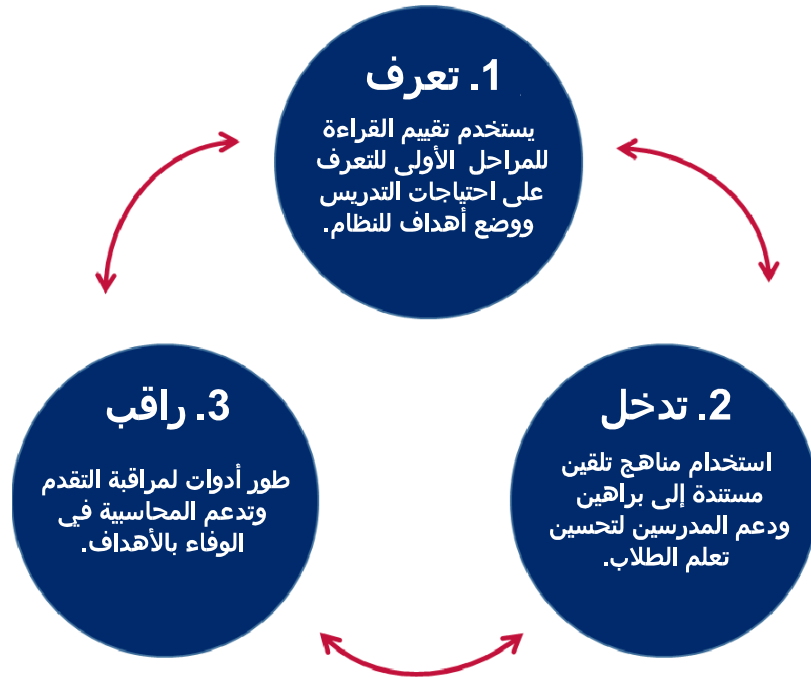 1. تعرف
يستخدم تقييم القراءة
للمراحل الأولى للتعرف
على احتياجات التدريس
ووضع أهداف للنظام.
2. تدخل
استخدام مناهج تلقين
مستندة إلى براهين
ودعم المدرسين لتحسين
تعلم الطلاب.
3. راقب
طور أدوات لمراقبة التقدم
وتدعم المحاسبية في
الوفاء بالأهداف.